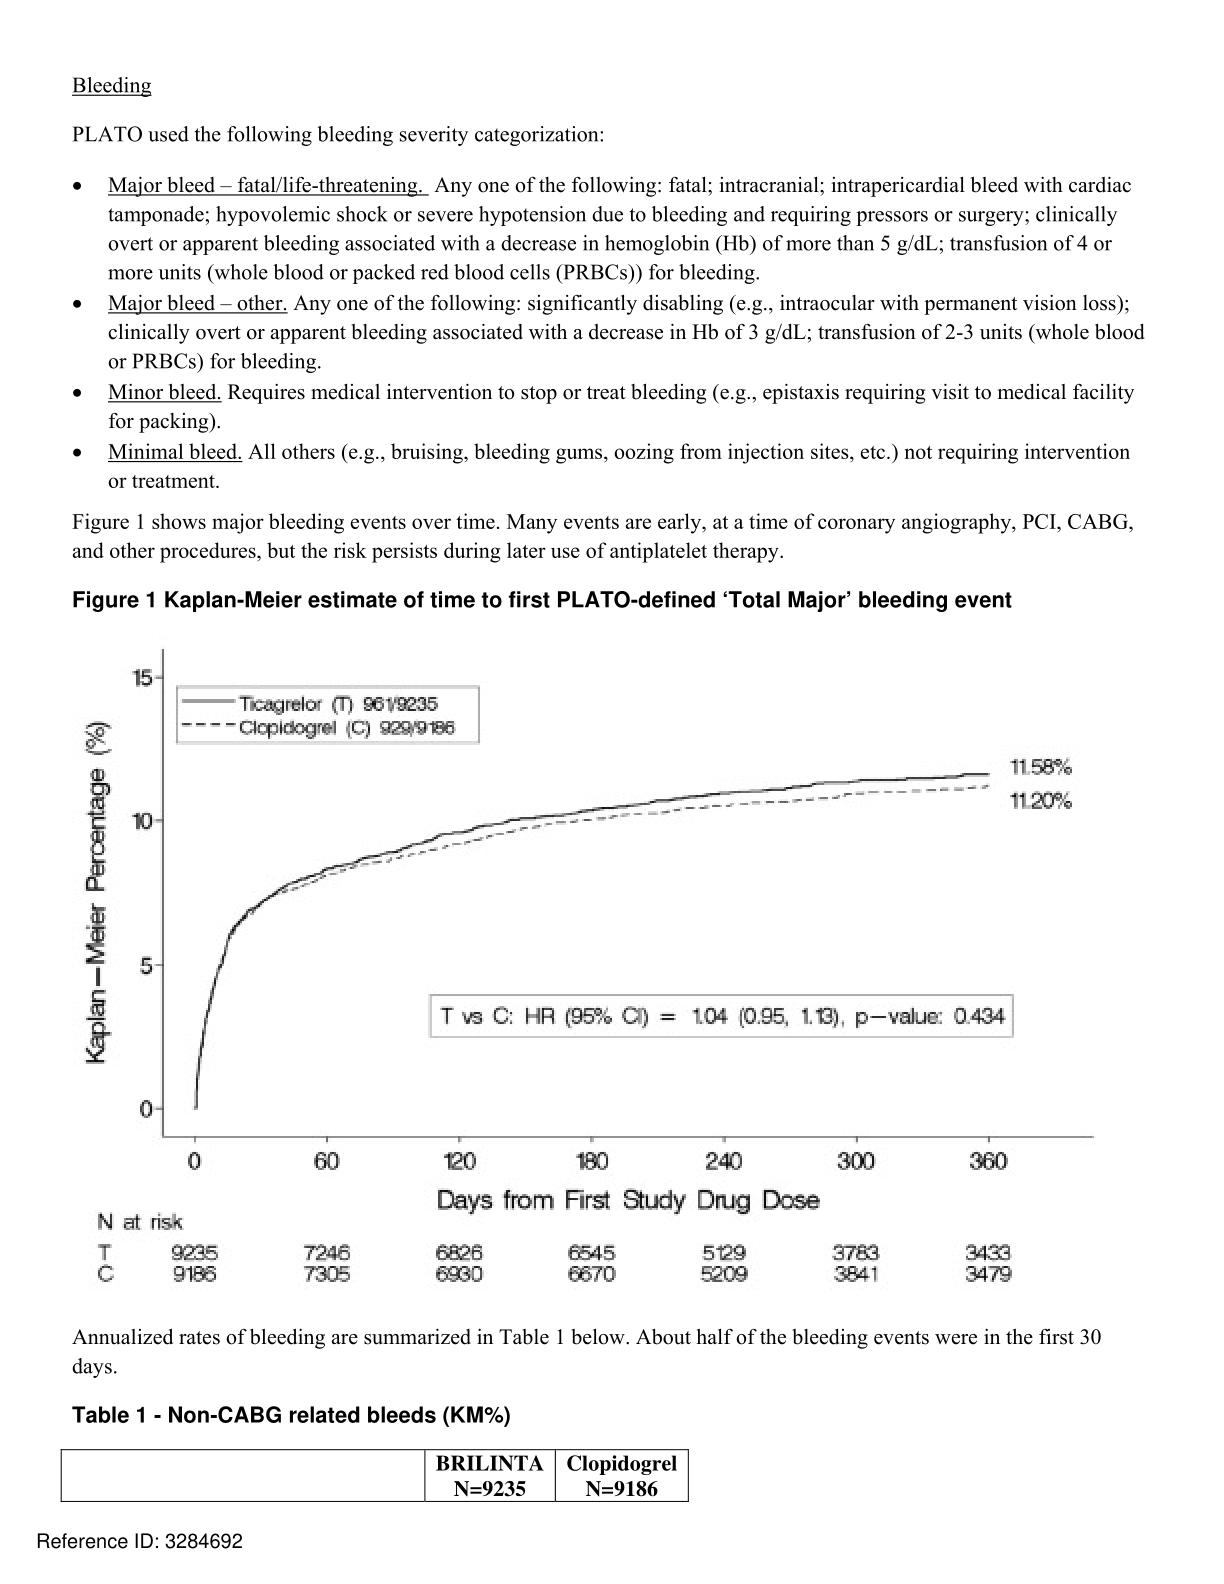 Bleeding
PLATO used the following bleeding severity categorization:
• Major bleed – fatal/life-threatening. Any one of the following: fatal; intracranial; intrapericardial bleed with cardiac
tamponade; hypovolemic shock or severe hypotension due to bleeding and requiring pressors or surgery; clinically
overt or apparent bleeding associated with a decrease in hemoglobin (Hb) of more than 5 g/dL; transfusion of 4 or
more units (whole blood or packed red blood cells (PRBCs)) for bleeding.
• Major bleed – other. Any one of the following: significantly disabling (e.g., intraocular with permanent vision loss);
clinically overt or apparent bleeding associated with a decrease in Hb of 3 g/dL; transfusion of 2-3 units (whole blood
or PRBCs) for bleeding.
• Minor bleed. Requires medical intervention to stop or treat bleeding (e.g., epistaxis requiring visit to medical facility
for packing).
• Minimal bleed. All others (e.g., bruising, bleeding gums, oozing from injection sites, etc.) not requiring intervention
or treatment.
Figure 1 shows major bleeding events over time. Many events are early, at a time of coronary angiography, PCI, CABG,
and other procedures, but the risk persists during later use of antiplatelet therapy.
Figure 1 Kaplan-Meier estimate of time to first PLATO-defined ‘Total Major’ bleeding event
Kaplan–Meier Percentage (%)
15
10
5
0
Ticagrelor (T) 961/9235
Clopidogrel (C) 929/9186
11.58%
11.20%
T vs C: HR (95% CI) = 1.04 (0.95, 1.13), p–value: 0.434
0 60 120 180 240 300 360
Days from First Study Drug Dose
N at risk
T 9235 7246 6826 6545 5129 3783 3433
C 9186 7305 6930 6670 5209 3841 3479
Annualized rates of bleeding are summarized in Table 1 below. About half of the bleeding events were in the first 30
days.
Table 1 - Non-CABG related bleeds (KM%)
BRILINTA Clopidogrel
N=9235 N=9186
Reference ID: 3284692